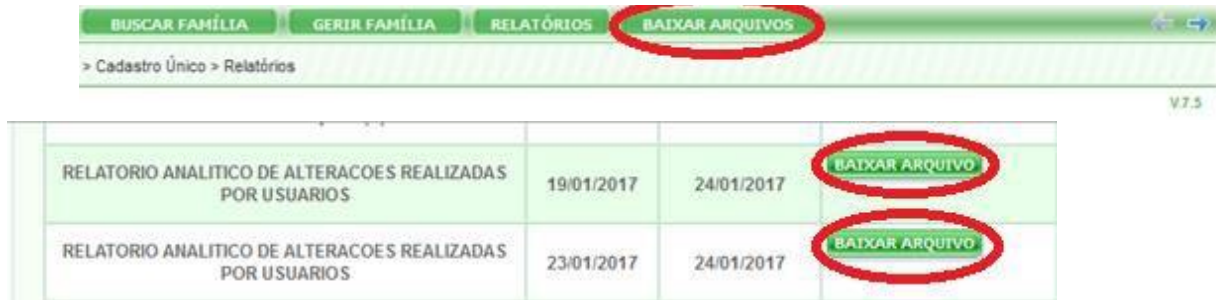 BUSCAR FAMÍLIA GERIR FAMÍLIA RELATÓRIOS BAIXAR ARQUIVOS
> Cadastro Único > Relatórios
V.7.5
RELATORIO ANALITICO DE ALTERACOES REALIZADAS
POR USUARIOS
19/01/2017
24/01/2017
BAIXAR ARQUIVO
RELATORIO ANALITICO DE ALTERACOES REALIZADAS
POR USUARIOS
23/01/2017
24/01/2017
BAIXAR ARQUIVO